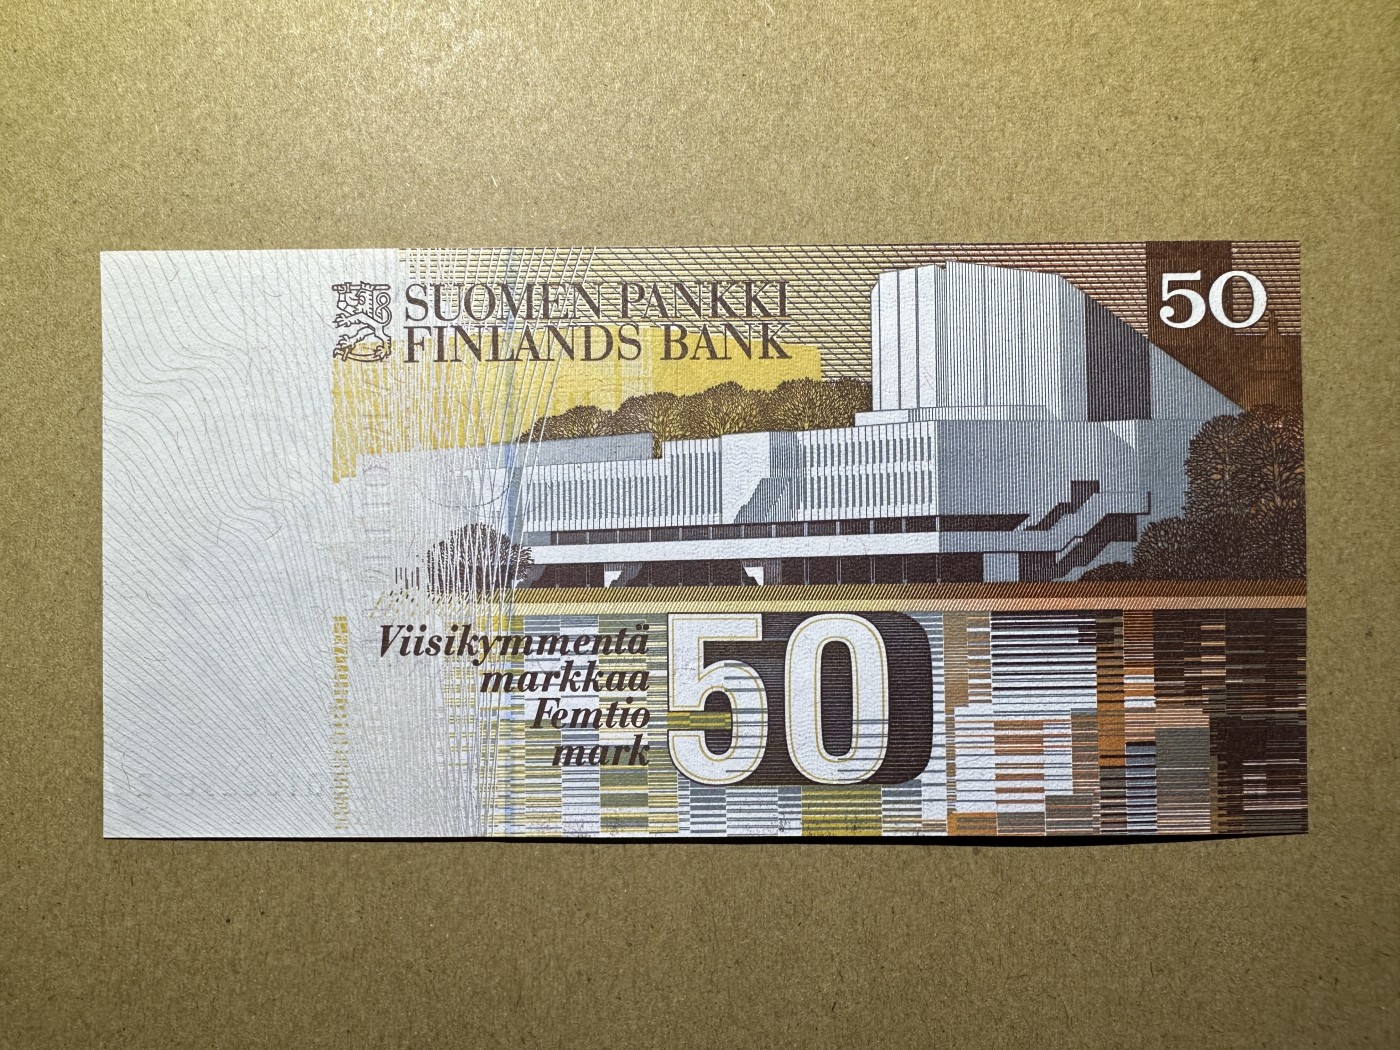 SUOMEN PANKKI
FINLANDS BANK
50
Viisikymmentä
markkaa
Femtio
mark
50